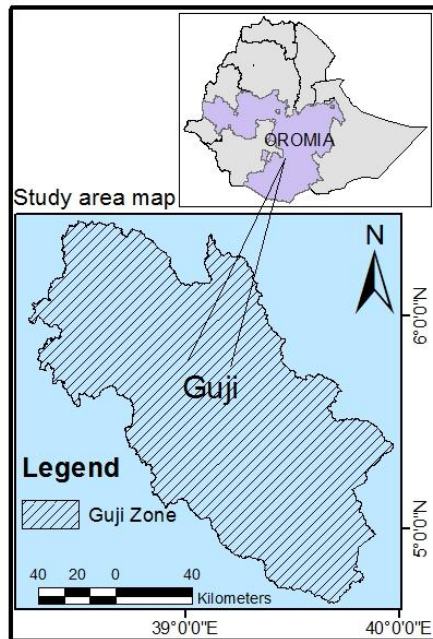 OROMIA
Study area map
N
6°0'0"N
Guji
Legend
Guji Zone
5°0'0"N
40 20 0 40
Kilometers
39°0'0"E 40°0'0"E